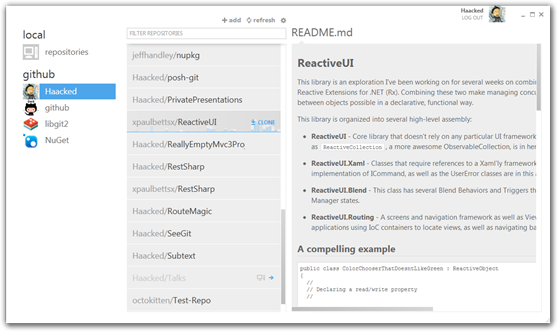 Haacked
LOG OUT
+ add refresh
local
repositories
github
Haacked
github
libgit2
NuGet
FILTER REPOSITORIES
jeffhandley/nupkg
Haacked/posh-git
Haacked/PrivatePresentations
xpaulbettsx/ReactiveUI CLONE
Haacked/ReallyEmptyMvc3Pro
Haacked/RestSharp
xpaulbettsx/RestSharp
Haacked/RouteMagic
Haacked/SeeGit
Haacked/Subtext
Haacked/Talks
octokitten/Test-Repo
README.md
ReactiveUI
This library is an exploration I've been working on for several weeks on combin
Reactive Extensions for .NET (Rx). Combining these two make managing concu
between objects possible in a declarative, functional way.
This library is organized into several high-level assembly:
• ReactiveUI - Core library that doesn't rely on any particular UI framework
as ReactiveCollection, a more awesome ObservableCollection, is in here
• ReactiveUI.Xaml - Classes that require references to a Xaml'ly framework
implementation of ICommand, as well as the UserError classes are in this a
• ReactiveUI.Blend - This class has several Blend Behaviors and Triggers th
Manager states.
• ReactiveUI.Routing - A screens and navigation framework as well as View
applications using IoC containers to locate views, as well as navigating bac
A compelling example
public class ColorChooserThatDoesntLikeGreen : ReactiveObject
{
//
// Declaring a read/write property
//